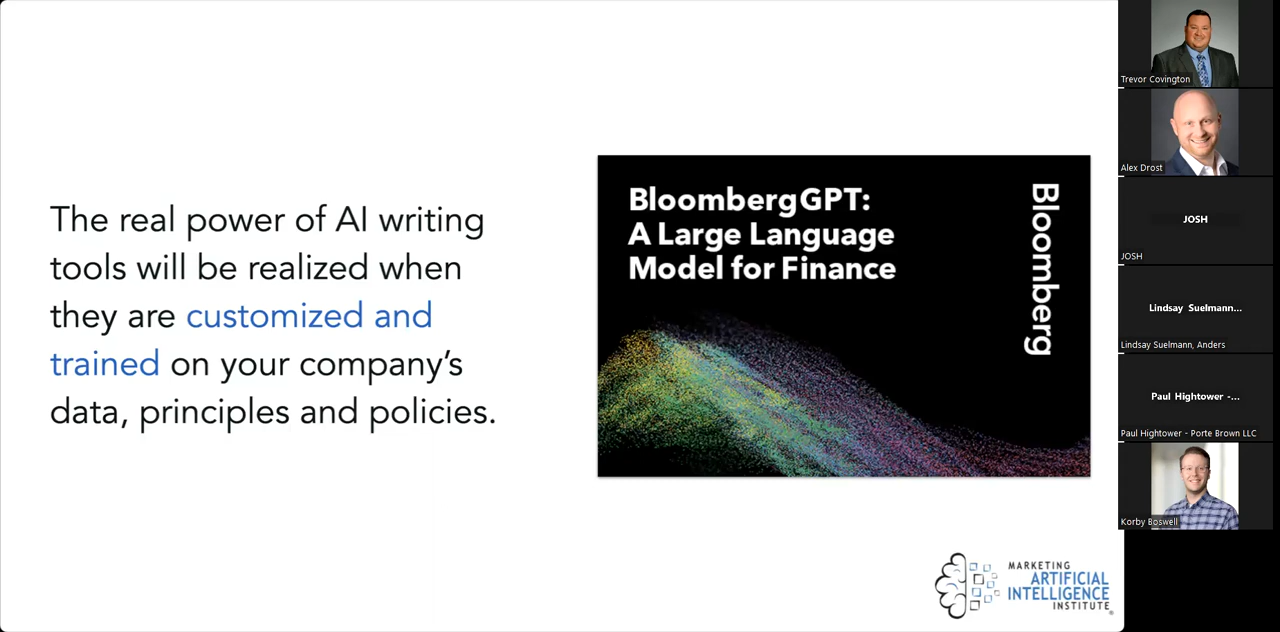 The real power of AI writing
tools will be realized when
they are customized and
trained on your company’s
data, principles and policies.
BloombergGPT:
A Large Language
Model for Finance
Bloomberg
MARKETING
ARTIFICIAL
INTELLIGENCE
INSTITUTE®
Trevor Covington
Alex Drost
JOSH
JOSH
Lindsay Suelmann...
Lindsay Suelmann, Anders
Paul Hightower -...
Paul Hightower - Porte Brown LLC
Korby Boswell